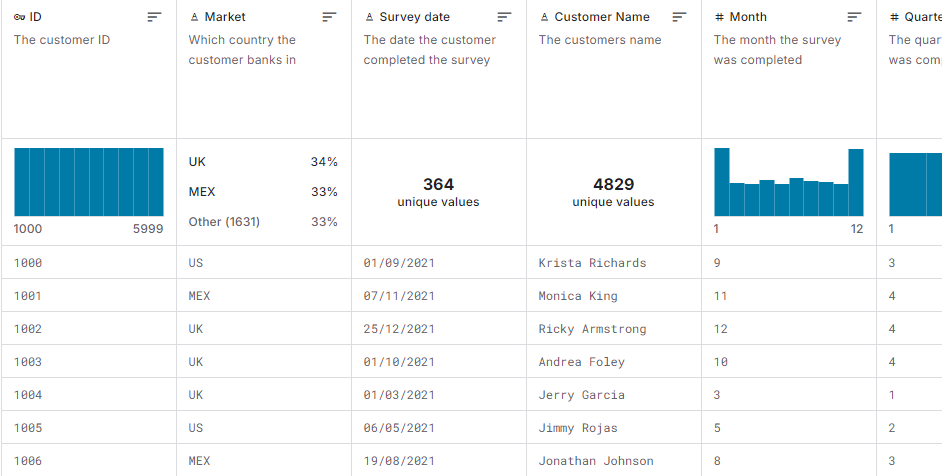 ID
The customer ID
Market
Which country the
customer banks in
Survey date
The date the customer
completed the survey
Customer Name
The customers name
Month
The month the survey
was completed
Quarte
The quar
was com
1000 5999
UK 34%
MEX 33%
Other (1631) 33%
364
unique values
4829
unique values
1 12
1
1000 US 01/09/2021 Krista Richards 9 3
1001 MEX 07/11/2021 Monica King 11 4
1002 UK 25/12/2021 Ricky Armstrong 12 4
1003 UK 01/10/2021 Andrea Foley 10 4
1004 UK 01/03/2021 Jerry Garcia 3 1
1005 US 06/05/2021 Jimmy Rojas 5 2
1006 MEX 19/08/2021 Jonathan Johnson 8 3